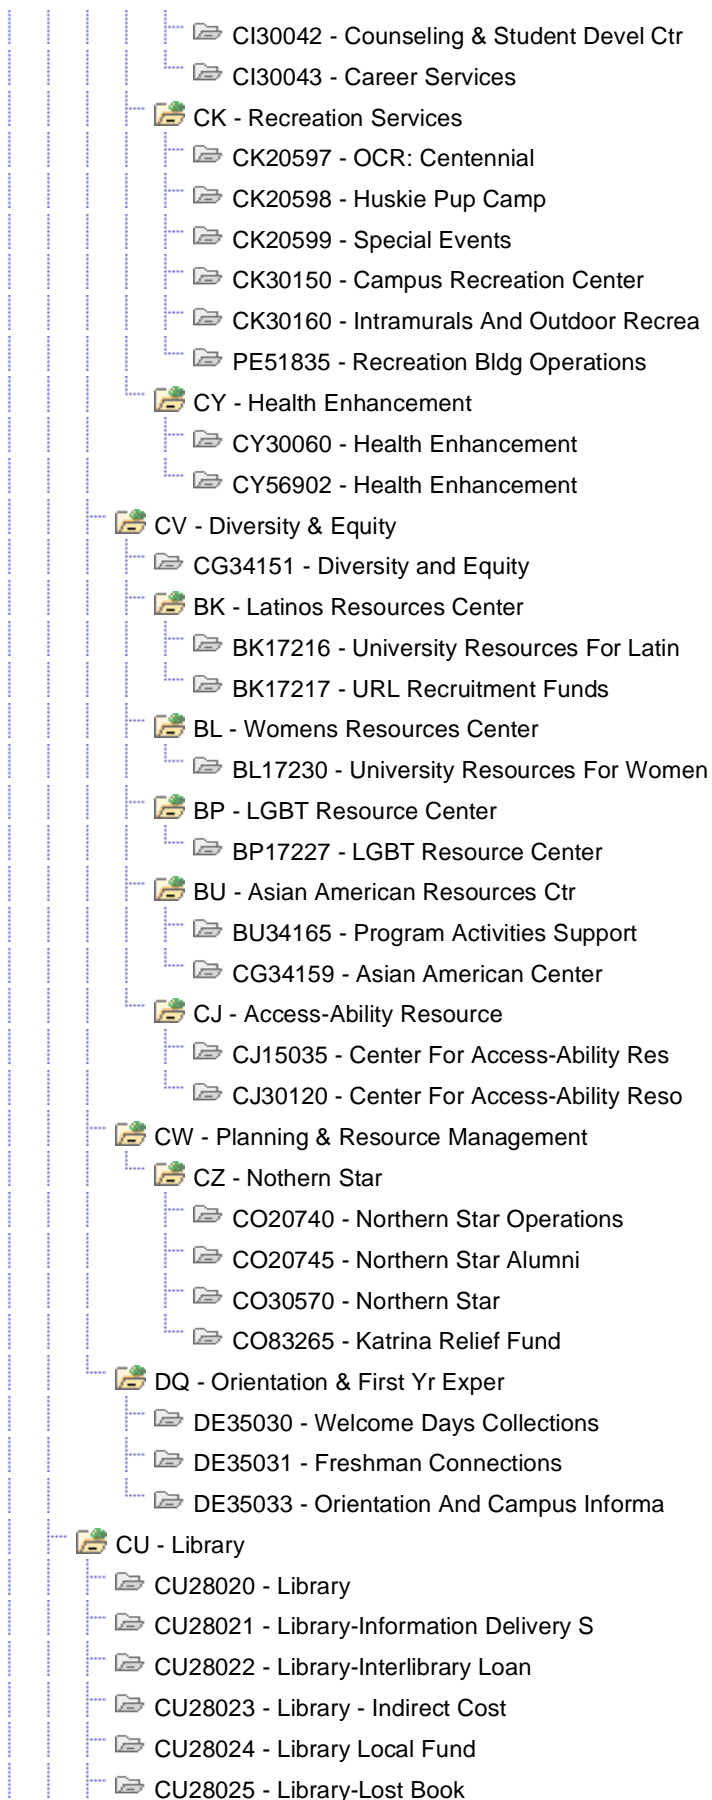 CI30042 - Counseling & Student Devel Ctr
CI30043 - Career Services
CK - Recreation Services
CK20597 - OCR: Centennial
CK20598 - Huskie Pup Camp
CK20599 - Special Events
CK30150 - Campus Recreation Center
CK30160 - Intramurals And Outdoor Recrea
PE51835 - Recreation Bldg Operations
CY - Health Enhancement
CY30060 - Health Enhancement
CY56902 - Health Enhancement
CV - Diversity & Equity
CG34151 - Diversity and Equity
BK - Latinos Resources Center
BK17216 - University Resources For Latin
BK17217 - URL Recruitment Funds
BL - Womens Resources Center
BL17230 - University Resources For Women
BP - LGBT Resource Center
BP17227 - LGBT Resource Center
BU - Asian American Resources Ctr
BU34165 - Program Activities Support
CG34159 - Asian American Center
CJ - Access-Ability Resource
CJ15035 - Center For Access-Ability Res
CJ30120 - Center For Access-Ability Reso
CW - Planning & Resource Management
CZ - Nothern Star
CO20740 - Northern Star Operations
CO20745 - Northern Star Alumni
CO30570 - Northern Star
CO83265 - Katrina Relief Fund
DQ - Orientation & First Yr Exper
DE35030 - Welcome Days Collections
DE35031 - Freshman Connections
DE35033 - Orientation And Campus Informa
CU - Library
CU28020 - Library
CU28021 - Library-Information Delivery S
CU28022 - Library-Interlibrary Loan
CU28023 - Library - Indirect Cost
CU28024 - Library Local Fund
CU28025 - Library-Lost Book